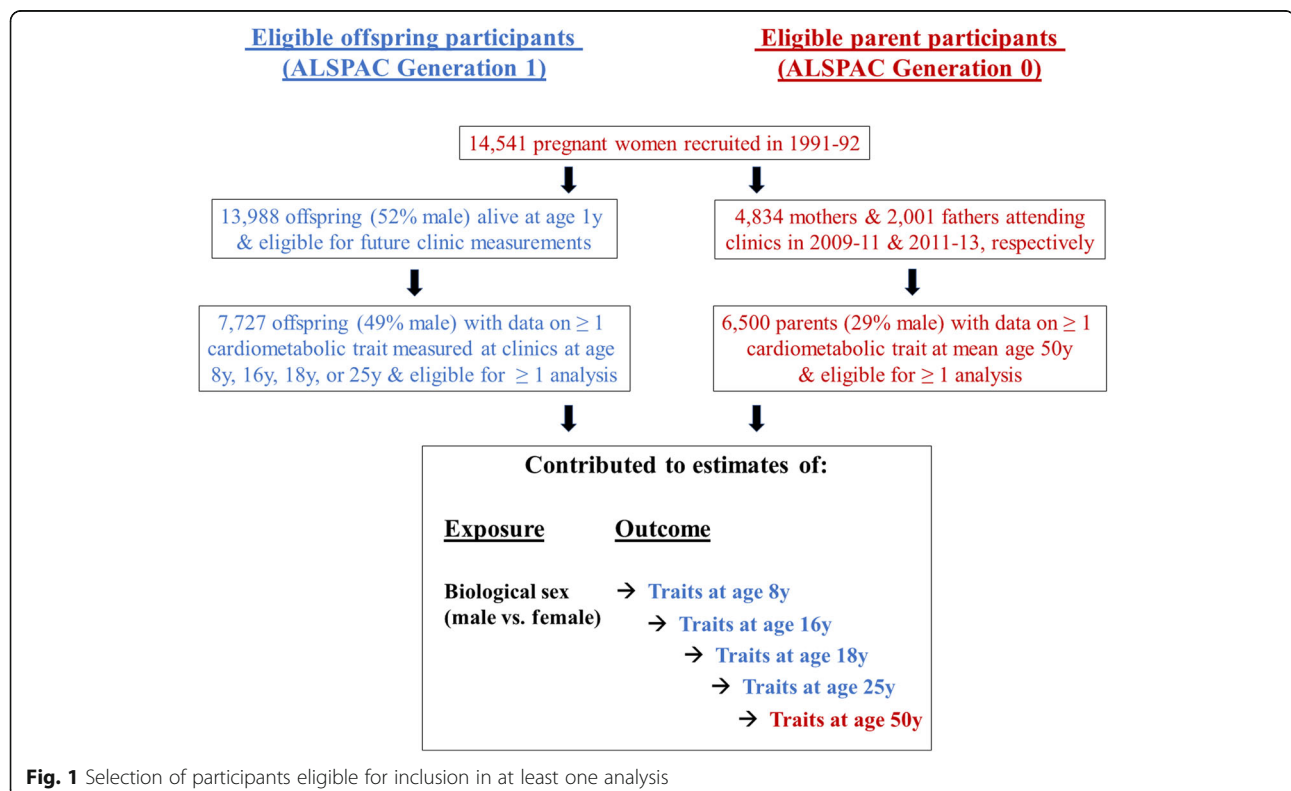 Eligible offspring participants
(ALSPAC Generation 1)
Eligible parent participants
(ALSPAC Generation 0)
14,541 pregnant women recruited in 1991-92
13,988 offspring (52% male) alive at age 1y
& eligible for future clinic measurements
4,834 mothers & 2,001 fathers attending
clinics in 2009-11 & 2011-13, respectively
7,727 offspring (49% male) with data on ≥ 1
cardiometabolic trait measured at clinics at age
8y, 16y, 18y, or 25y & eligible for ≥ 1 analysis
6,500 parents (29% male) with data on ≥ 1
cardiometabolic trait at mean age 50y
& eligible for ≥ 1 analysis
Contributed to estimates of:
Exposure Outcome
Biological sex → Traits at age 8y
(male vs. female) → Traits at age 16y
→ Traits at age 18y
→ Traits at age 25y
→ Traits at age 50y
Fig. 1 Selection of participants eligible for inclusion in at least one analysis